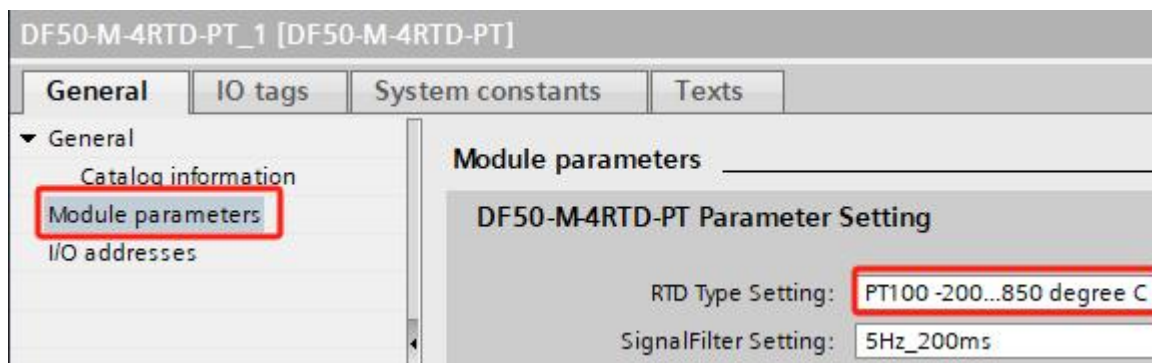 DF50-M-4RTD-PT_1 [DF50-M-4RTD-PT]
General IO tags System constants Texts
General
Catalog information
Module parameters
I/O addresses
Module parameters
DF50-M-4RTD-PT Parameter Setting
RTD Type Setting: PT100 -200...850 degree C
SignalFilter Setting: 5Hz_200ms